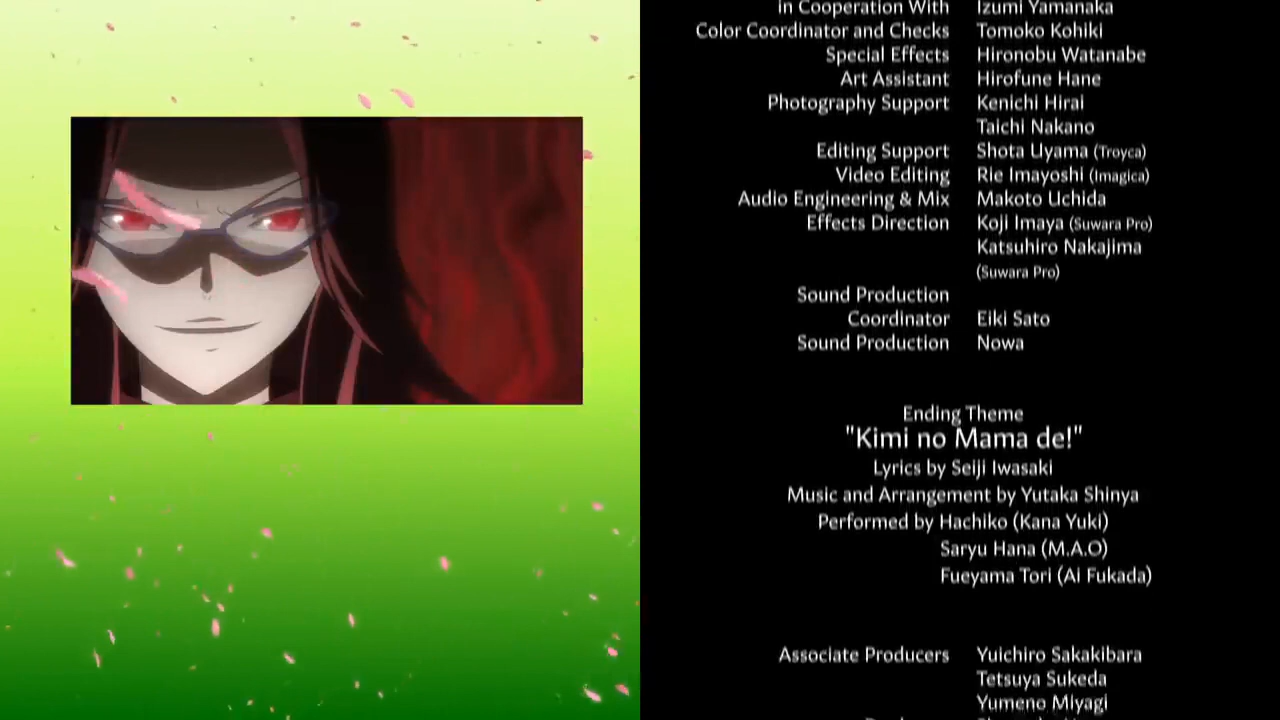 in Cooperation With Izumi Yamanaka
Color Coordinator and Checks Tomoko Kohiki
Special Effects Hironobu Watanabe
Art Assistant Hirofune Hane
Photography Support Kenichi Hirai
Taichi Nakano
Editing Support Shota Uyama (Troyca)
Video Editing Rie Imayoshi (Imagica)
Audio Engineering & Mix Makoto Uchida
Effects Direction Koji Imaya (Suwara Pro)
Katsuhiro Nakajima
(Suwara Pro)
Sound Production
Coordinator Eiki Sato
Sound Production Nowa
Ending Theme
"Kimi no Mama de!"
Lyrics by Seiji Iwasaki
Music and Arrangement by Yutaka Shinya
Performed by Hachiko (Kana Yuki)
Saryu Hana (M.A.O)
Fueyama Tori (Ai Fukada)
Associate Producers Yuichiro Sakakibara
Tetsuya Sukeda
Yumeno Miyagi